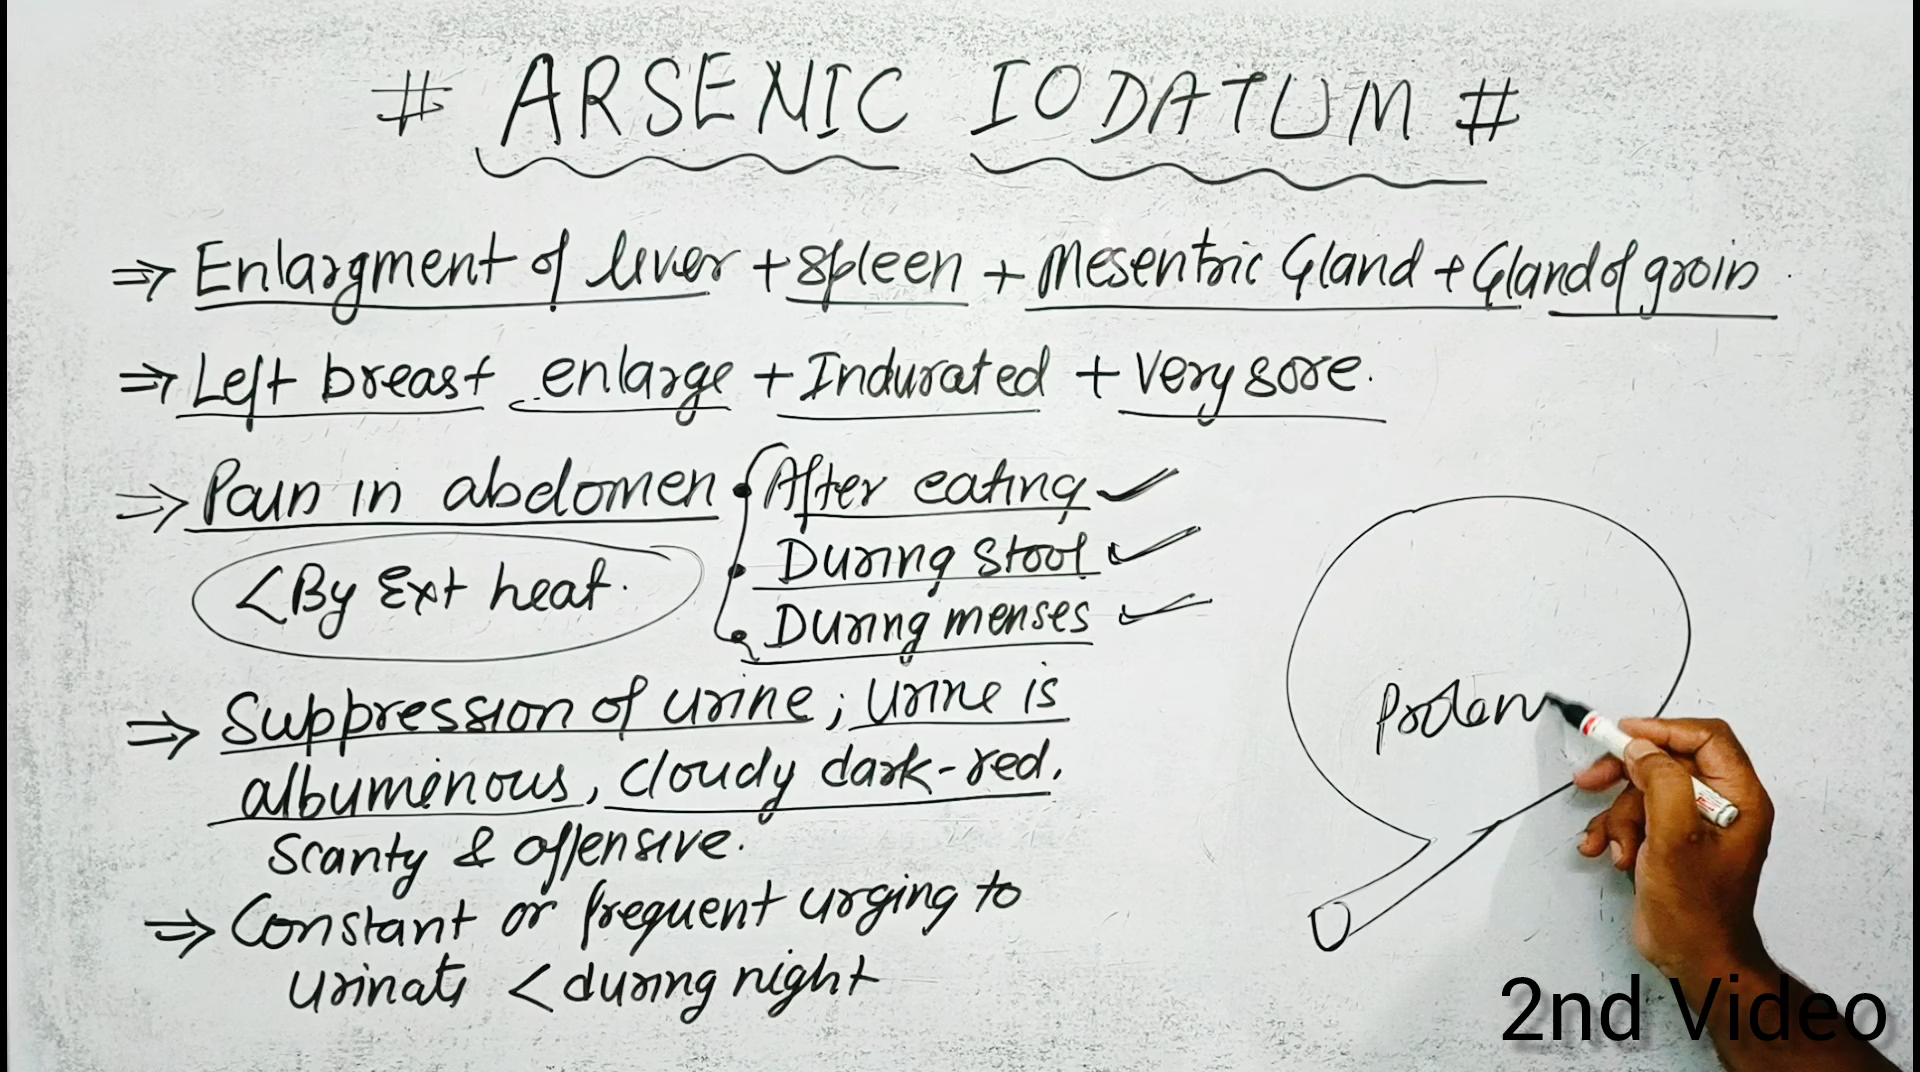 # ARSENIC IODATUM #
⇒ Enlargment of liver + Spleen + Mesentric Gland + Gland of groin
⇒ Left breast enlarge + Indurated + Very sore.
⇒ Pain in abdomen • After eating ✓
< By Ext heat. • During stool ✓
• During menses ✓
⇒ Suppression of urine; urine is
albuminous, cloudy dark-red,
Scanty & offensive.
⇒ Constant or frequent urging to
urinate < during night
2nd Video